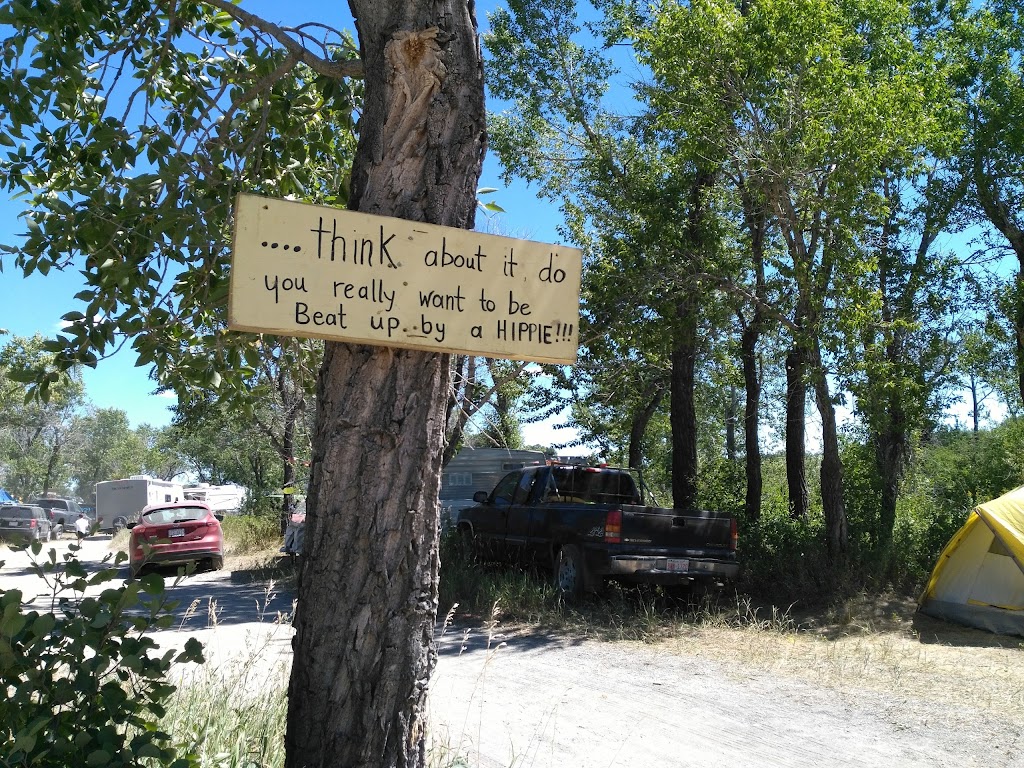 ..... think about it, do
you really want to be
Beat up by a HIPPIE!!!